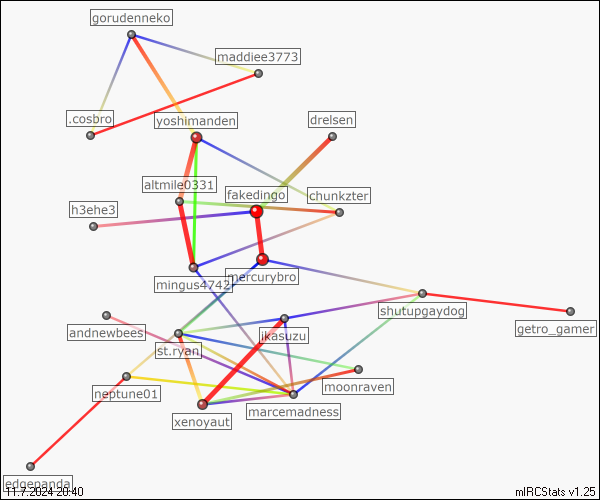 gorudenneko
maddiee3773
.cosbro
yoshimanden
drelsen
altmile0331
fakedingo
chunkzter
h3ehe3
mingus4742
mercurybro
shutupgaydog
andnewbees
ikasuzu
getro_gamer
st.ryan
moonraven
neptune01
xenoyaut
marcemadness
edgepanda
11.7.2024 20:40
mIRCStats v1.25